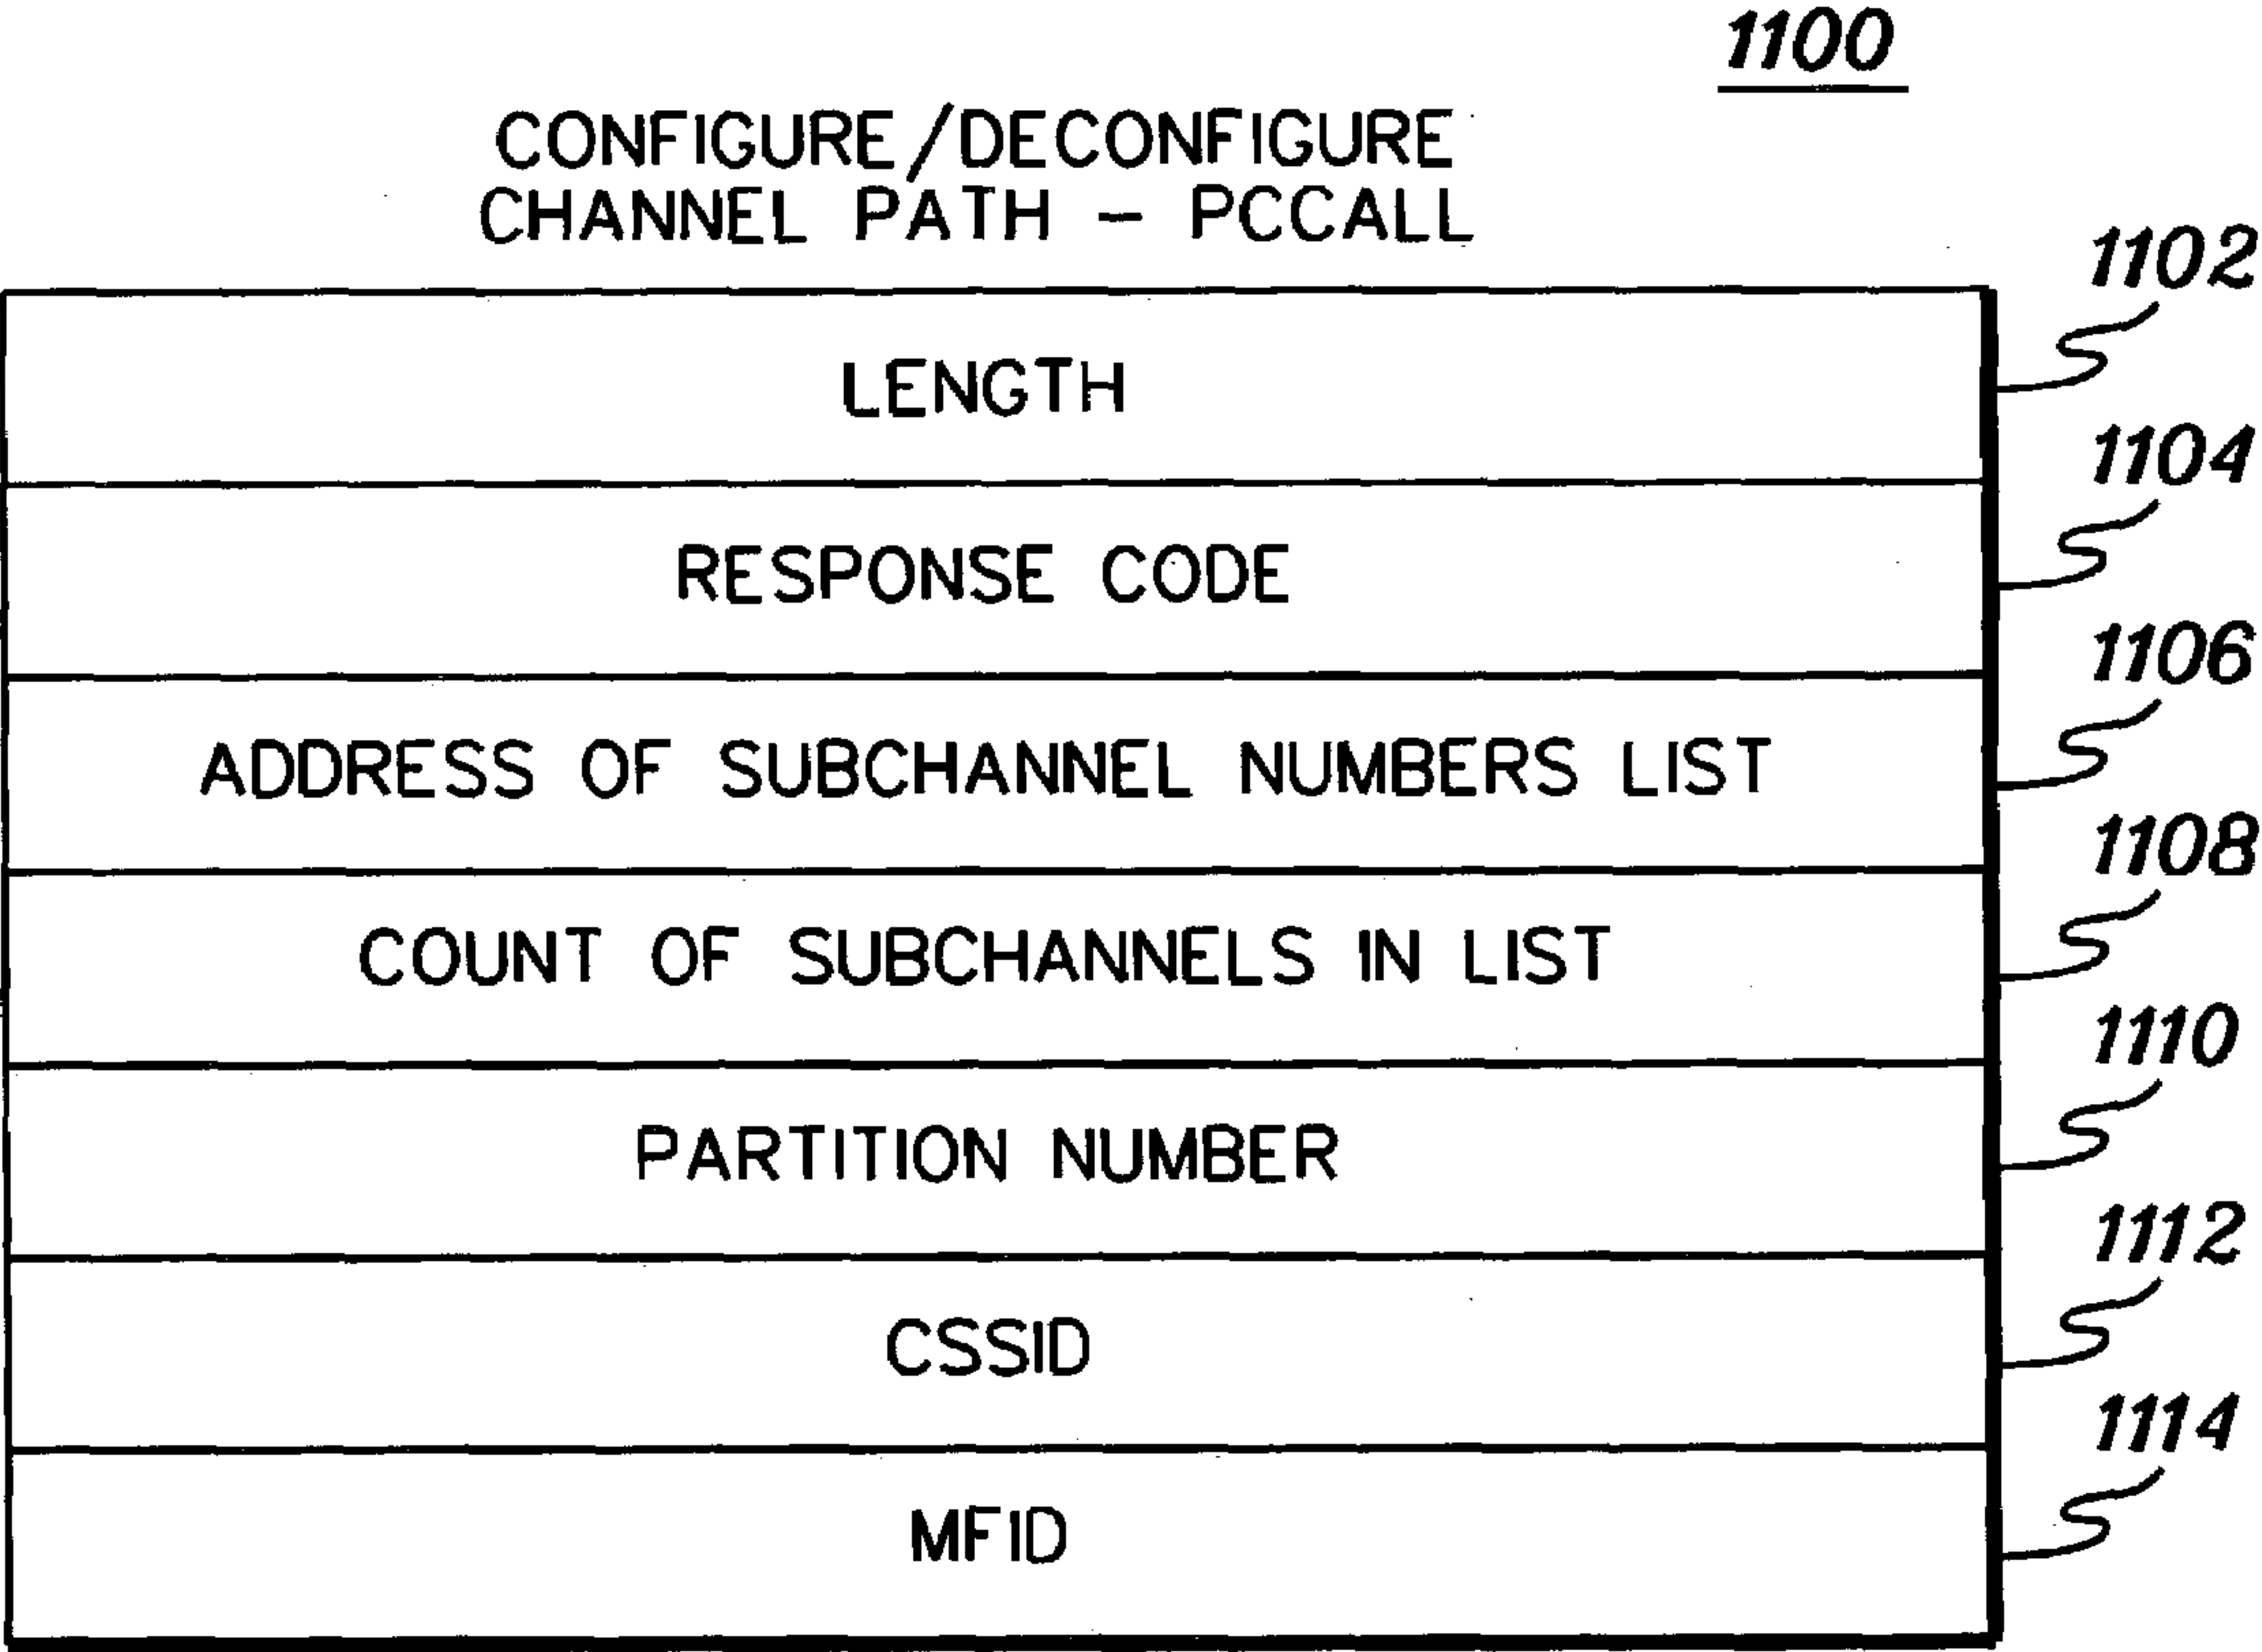 1100
CONFIGURE/DECONFIGURE
CHANNEL PATH - PCCALL
1102
LENGTH
1104
RESPONSE CODE
1106
ADDRESS OF SUBCHANNEL NUMBERS LIST
1108
COUNT OF SUBCHANNELS IN LIST
1110
PARTITION NUMBER
1112
CSSID
1114
MFID